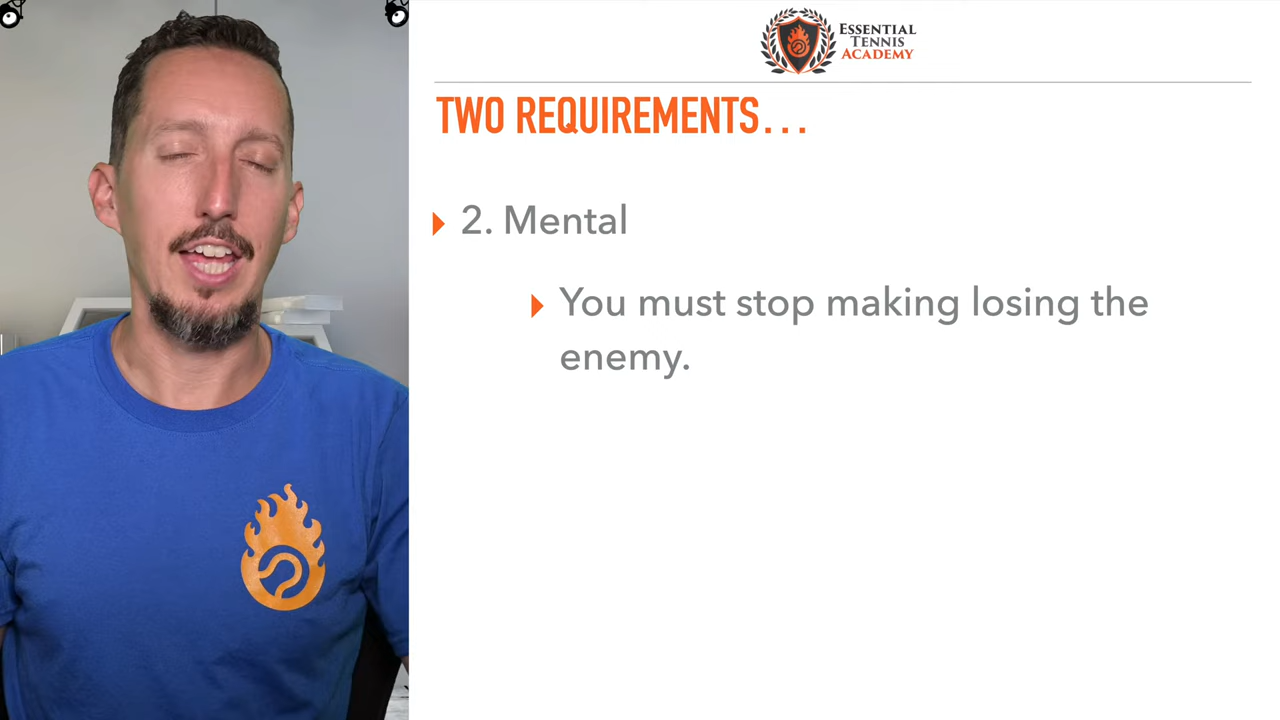 ESSENTIAL
TENNIS
ACADEMY
TWO REQUIREMENTS...
2. Mental
You must stop making losing the
enemy.